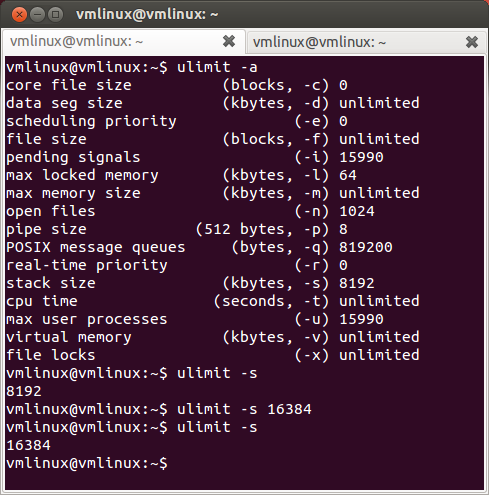 vmlinux@vmlinux: ~
vmlinux@vmlinux: ~ vmlinux@vmlinux: ~
vmlinux@vmlinux:~$ ulimit -a
core file size          (blocks, -c) 0
data seg size           (kbytes, -d) unlimited
scheduling priority             (-e) 0
file size               (blocks, -f) unlimited
pending signals                 (-i) 15990
max locked memory       (kbytes, -l) 64
max memory size         (kbytes, -m) unlimited
open files                      (-n) 1024
pipe size            (512 bytes, -p) 8
POSIX message queues     (bytes, -q) 819200
real-time priority              (-r) 0
stack size              (kbytes, -s) 8192
cpu time               (seconds, -t) unlimited
max user processes              (-u) 15990
virtual memory          (kbytes, -v) unlimited
file locks                      (-x) unlimited
vmlinux@vmlinux:~$ ulimit -s
8192
vmlinux@vmlinux:~$ ulimit -s 16384
vmlinux@vmlinux:~$ ulimit -s
16384
vmlinux@vmlinux:~$